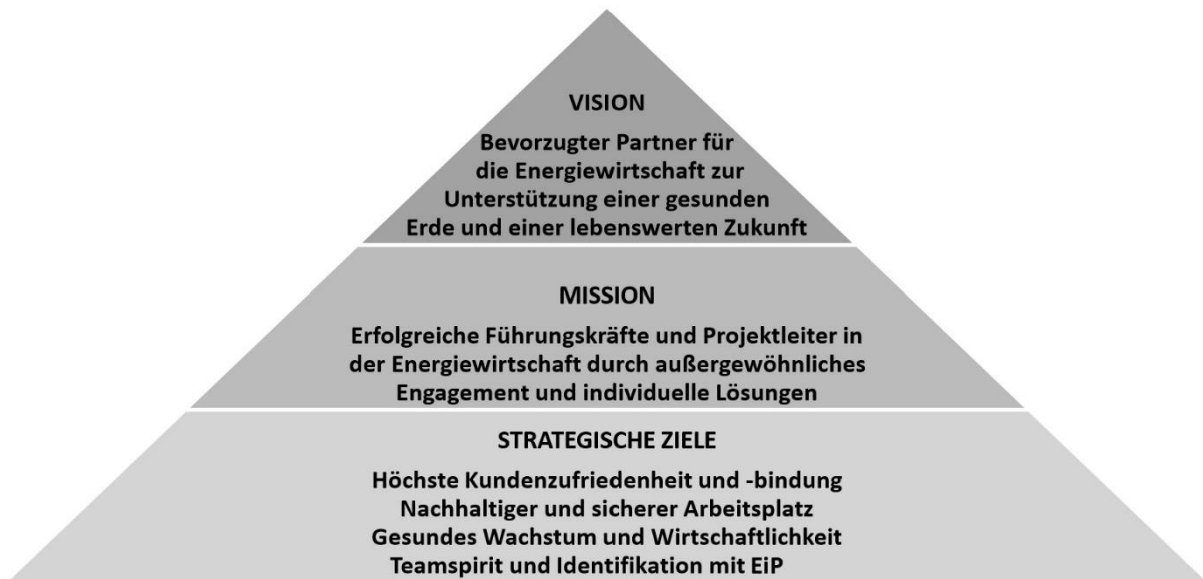 VISION
Bevorzugter Partner für
die Energiewirtschaft zur
Unterstützung einer gesunden
Erde und einer lebenswerten Zukunft
MISSION
Erfolgreiche Führungskräfte und Projektleiter in
der Energiewirtschaft durch außergewöhnliches
Engagement und individuelle Lösungen
STRATEGISCHE ZIELE
Höchste Kundenzufriedenheit und -bindung
Nachhaltiger und sicherer Arbeitsplatz
Gesundes Wachstum und Wirtschaftlichkeit
Teamspirit und Identifikation mit EiP